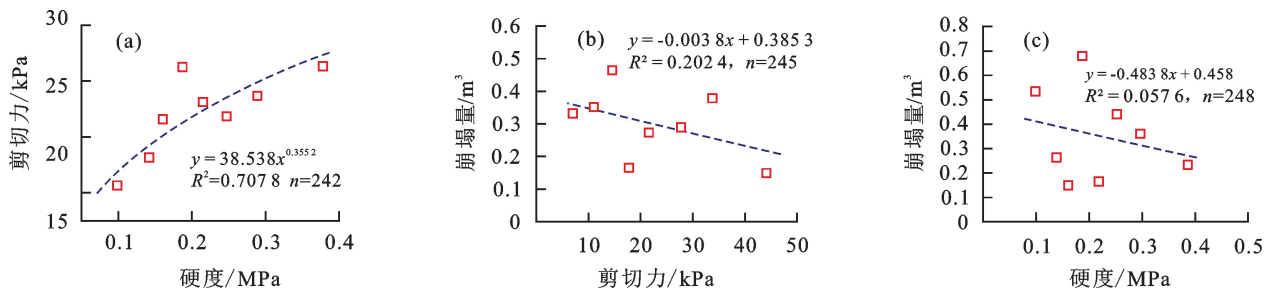 30
25
20
15
剪切力/kPa
(a)
y=38.538x^0.355 2
R²=0.707 8 n=242
0.1 0.2 0.3 0.4
硬度/MPa
0.6
0.5
0.4
0.3
0.2
0.1
0
崩塌量/m³
(b)
y=-0.003 8x+0.385 3
R²=0.202 4，n=245
10 20 30 40 50
剪切力/kPa
0.8
0.7
0.6
0.5
0.4
0.3
0.2
0.1
0
崩塌量/m³
(c)
y=-0.483 8x+0.458
R²=0.057 6，n=248
0.1 0.2 0.3 0.4 0.5
硬度/MPa